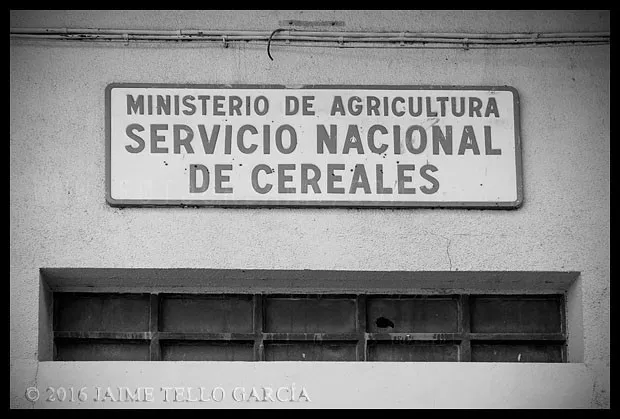 MINISTERIO DE AGRICULTURA
SERVICIO NACIONAL
DE CEREALES
© 2016 JAIME TELLO GARCÍA